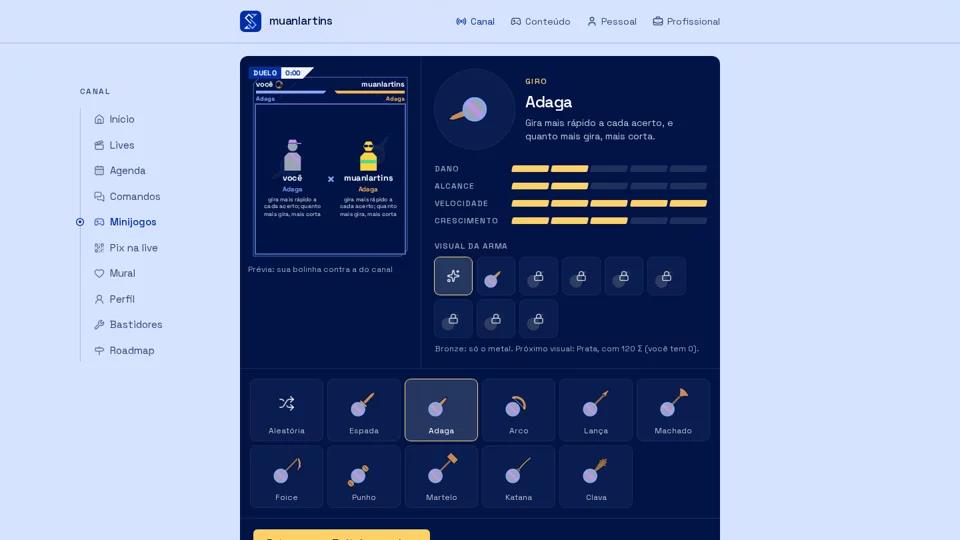 muanlartins
Canal
Conteúdo
Pessoal
Profissional
CANAL
Início
Lives
Agenda
Comandos
Minijogos
Pix na live
Mural
Perfil
Bastidores
Roadmap
DUELO 0:00
você
muanlartins
Adaga
Adaga
você
×
muanlartins
Adaga
Adaga
gira mais rápido a
cada acerto; quanto
mais gira, mais corta
gira mais rápido a
cada acerto; quanto
mais gira, mais corta
Prévia: sua bolinha contra a do canal
GIRO
Adaga
Gira mais rápido a cada acerto, e
quanto mais gira, mais corta.
DANO
ALCANCE
VELOCIDADE
CRESCIMENTO
VISUAL DA ARMA
Bronze: só o metal. Próximo visual: Prata, com 120 Σ (você tem 0).
Aleatória
Espada
Adaga
Arco
Lança
Machado
Foice
Punho
Martelo
Katana
Clava